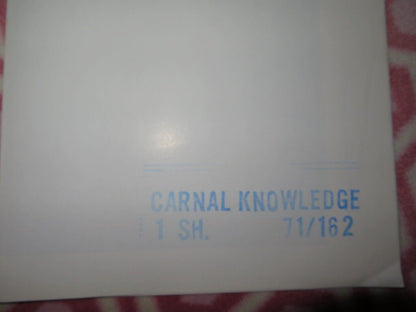 CARNAL KNOWLEDGE
1 SH. 71/162